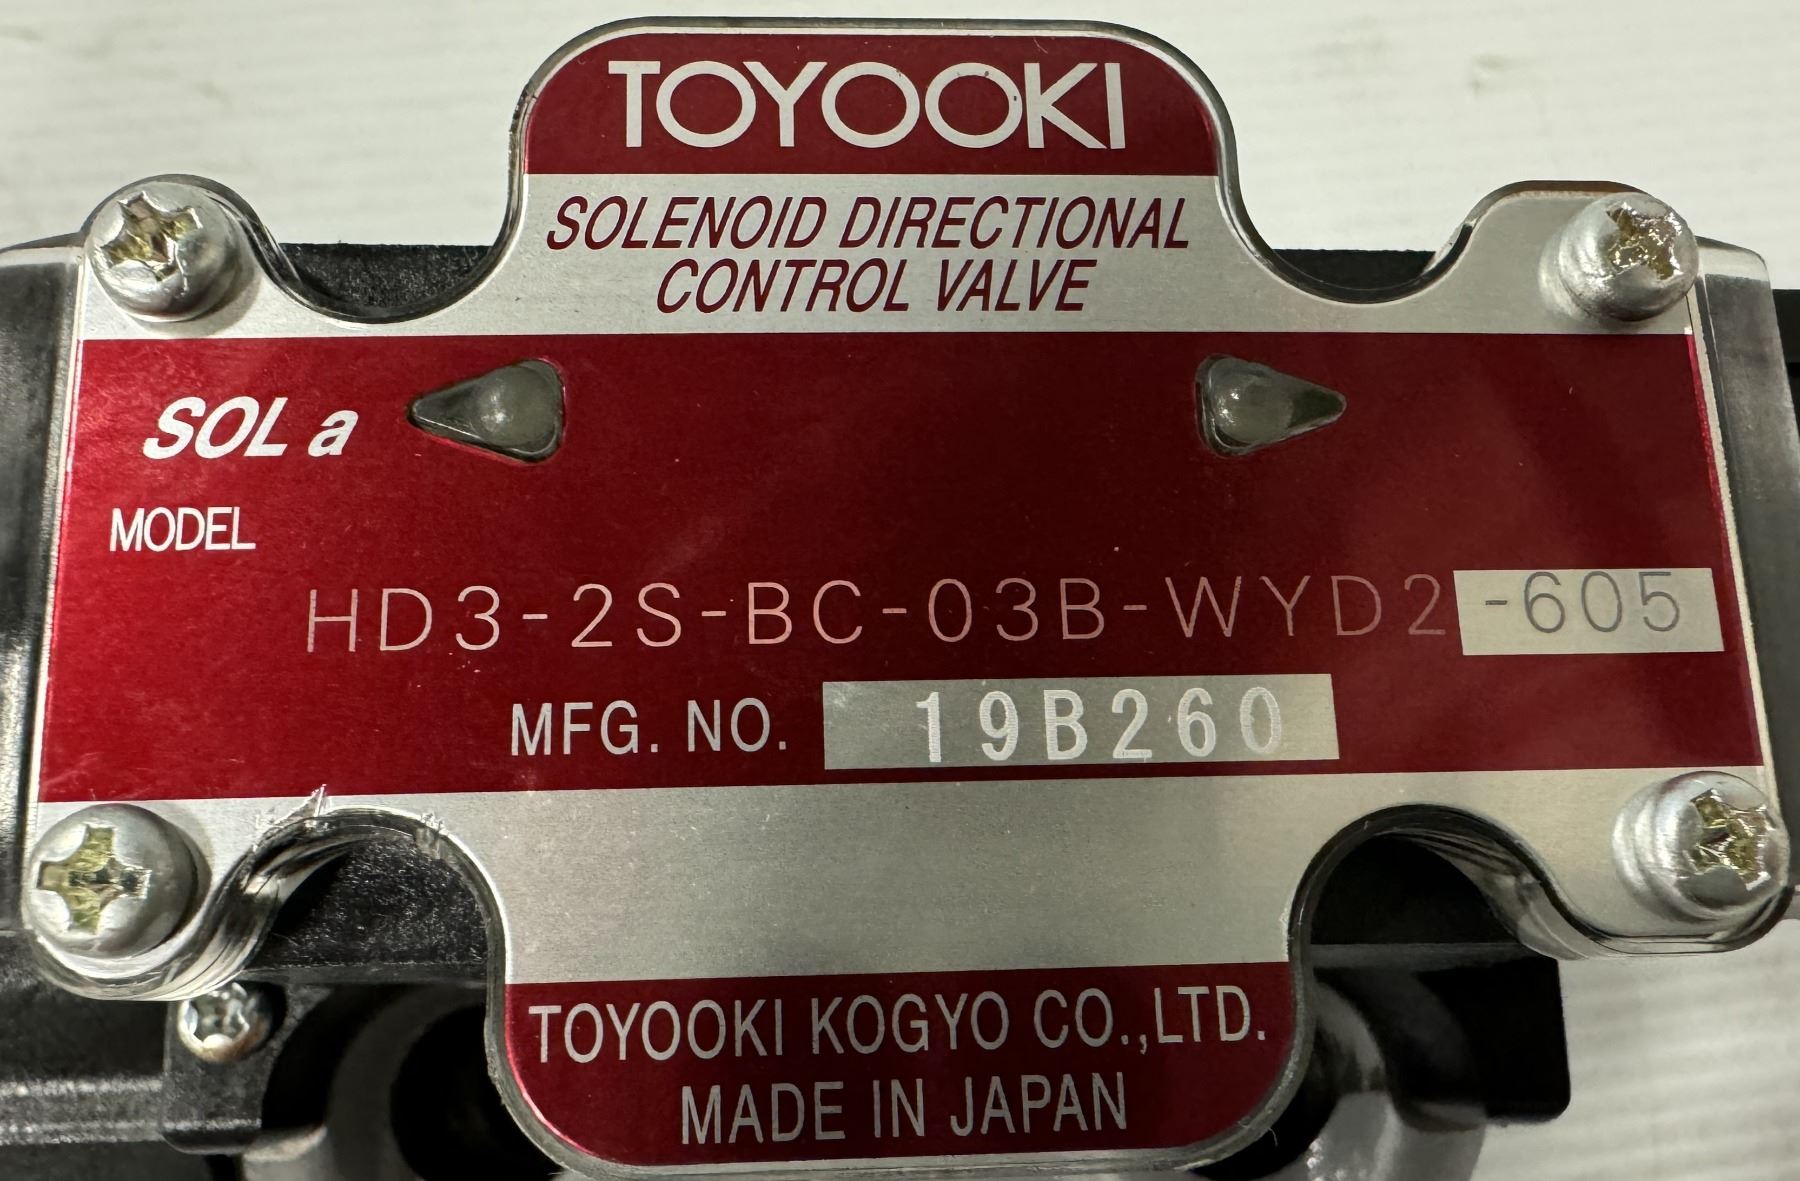 TOYOOKI
SOLENOID DIRECTIONAL
CONTROL VALVE
SOL a
MODEL
HD3-2S-BC-03B-WYD2-605
MFG. NO. 19B260
TOYOOKI KOGYO CO.,LTD.
MADE IN JAPAN